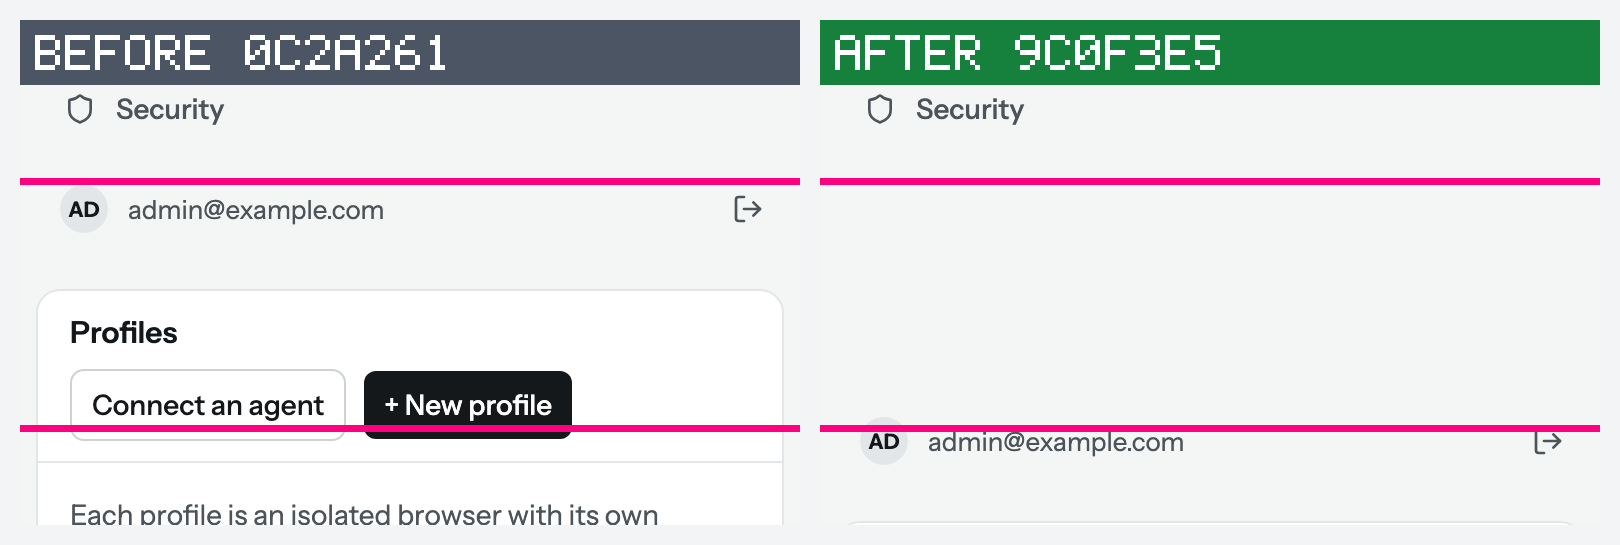 BEFORE 0C2A261
Security
AD admin@example.com
Profiles
Connect an agent + New profile
Each profile is an isolated browser with its own
AFTER 9C0F3E5
Security
AD admin@example.com